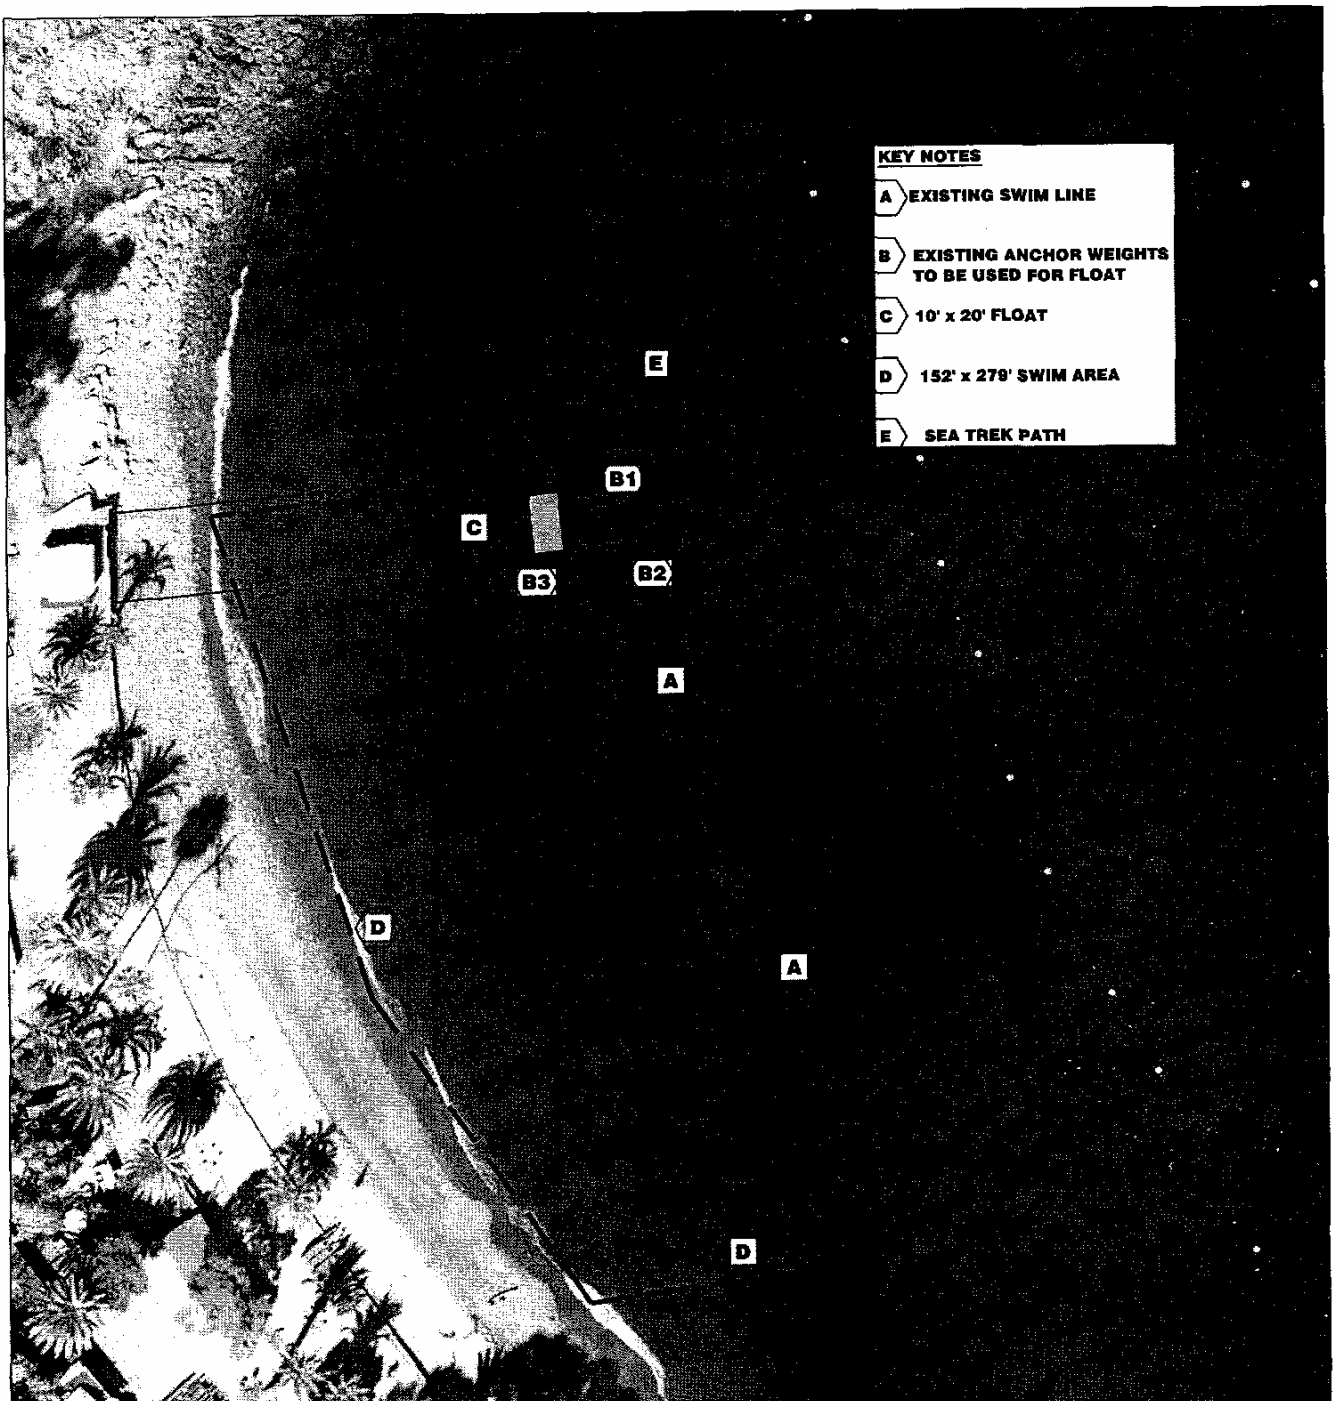 KEY NOTES
A EXISTING SWIM LINE
B EXISTING ANCHOR WEIGHTS
TO BE USED FOR FLOAT
C 10' x 20' FLOAT
D 152' x 279' SWIM AREA
E SEA TREK PATH
E
B1
C
B3
B2
A
D
A
D